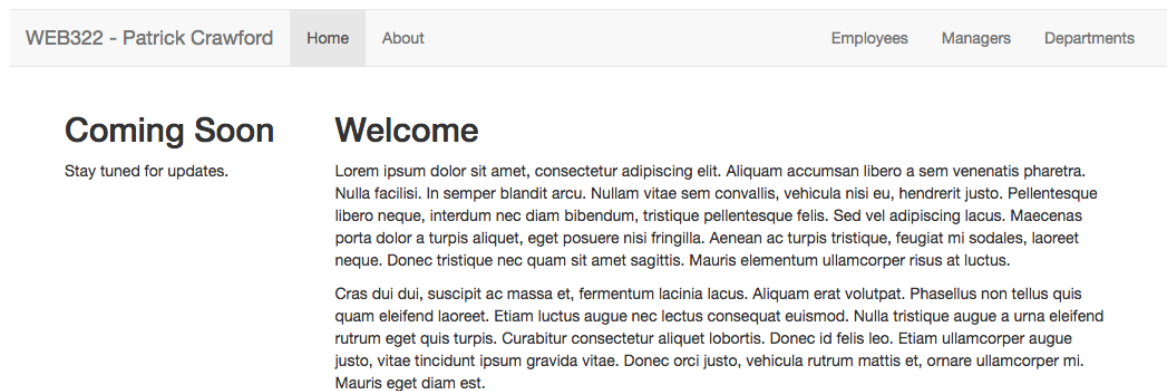 WEB322 - Patrick Crawford Home About Employees Managers Departments
Coming Soon
Stay tuned for updates.
Welcome
Lorem ipsum dolor sit amet, consectetur adipiscing elit. Aliquam accumsan libero a sem venenatis pharetra.
Nulla facilisi. In semper blandit arcu. Nullam vitae sem convallis, vehicula nisi eu, hendrerit justo. Pellentesque
libero neque, interdum nec diam bibendum, tristique pellentesque felis. Sed vel adipiscing lacus. Maecenas
porta dolor a turpis aliquet, eget posuere nisi fringilla. Aenean ac turpis tristique, feugiat mi sodales, laoreet
neque. Donec tristique nec quam sit amet sagittis. Mauris elementum ullamcorper risus at luctus.
Cras dui dui, suscipit ac massa et, fermentum lacinia lacus. Aliquam erat volutpat. Phasellus non tellus quis
quam eleifend laoreet. Etiam luctus augue nec lectus consequat euismod. Nulla tristique augue a urna eleifend
rutrum eget quis turpis. Curabitur consectetur aliquet lobortis. Donec id felis leo. Etiam ullamcorper augue
justo, vitae tincidunt ipsum gravida vitae. Donec orci justo, vehicula rutrum mattis et, ornare ullamcorper mi.
Mauris eget diam est.